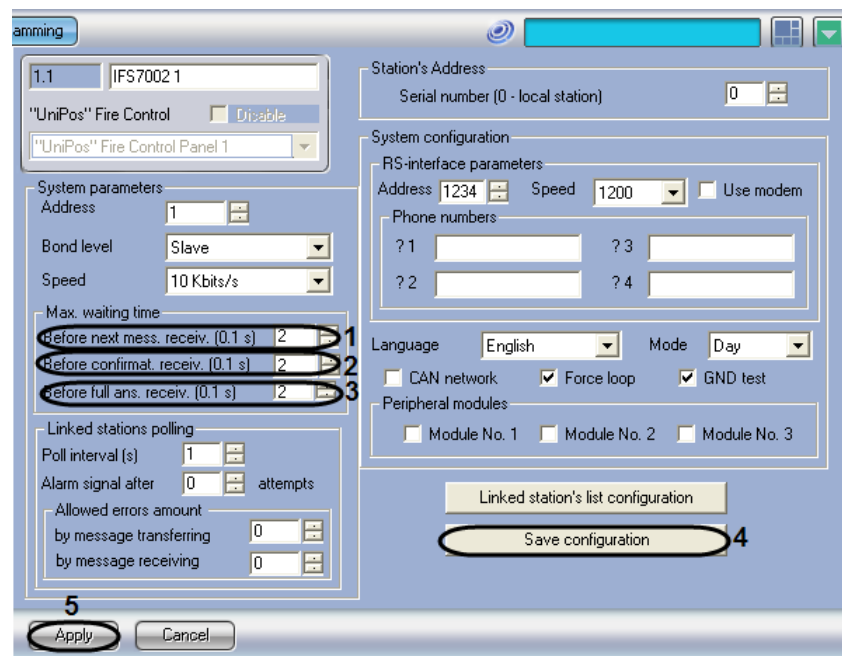 amming
1.1 IFS7002 1
"UniPos" Fire Control Disable
"UniPos" Fire Control Panel 1
System parameters
Address 1
Bond level Slave
Speed 10 Kbits/s
Max. waiting time
Before next mess. receiv. (0.1 s) 2 1
Before confirmat. receiv. (0.1 s) 2 2
Before full ans. receiv. (0.1 s) 2 3
Linked stations polling
Poll interval (s) 1
Alarm signal after 0 attempts
Allowed errors amount
by message transferring 0
by message receiving 0
Station's Address
Serial number (0 - local station) 0
System configuration
RS-interface parameters
Address 1234 Speed 1200 Use modem
Phone numbers
? 1 ? 3
? 2 ? 4
Language English Mode Day
CAN network Force loop GND test
Peripheral modules
Module No. 1 Module No. 2 Module No. 3
Linked station's list configuration
Save configuration 4
5
Apply Cancel